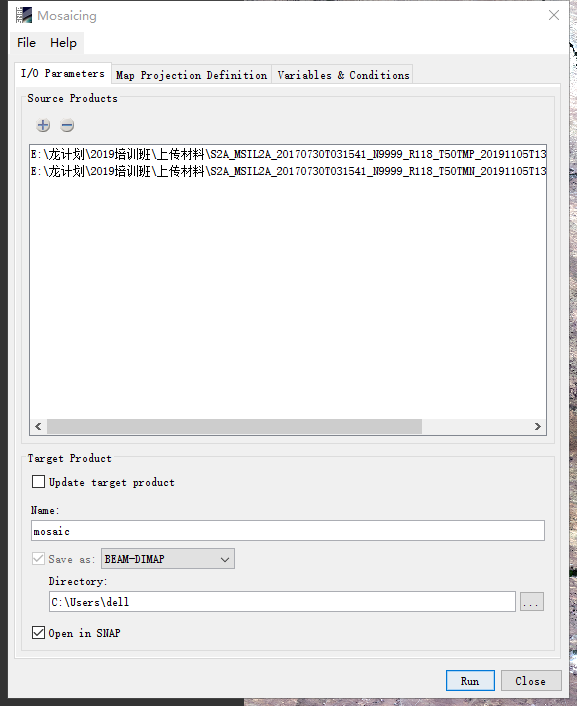 Mosaicing
File Help
I/O Parameters Map Projection Definition Variables & Conditions
Source Products
E:\龙计划\2019培训班\上传材料\S2A_MSIL2A_20170730T031541_N9999_R118_T50TMP_20191105T13
E:\龙计划\2019培训班\上传材料\S2A_MSIL2A_20170730T031541_N9999_R118_T50TMN_20191105T13
Target Product
Update target product
Name:
mosaic
Save as: BEAM-DIMAP
Directory:
C:\Users\dell ...
Open in SNAP
Run Close